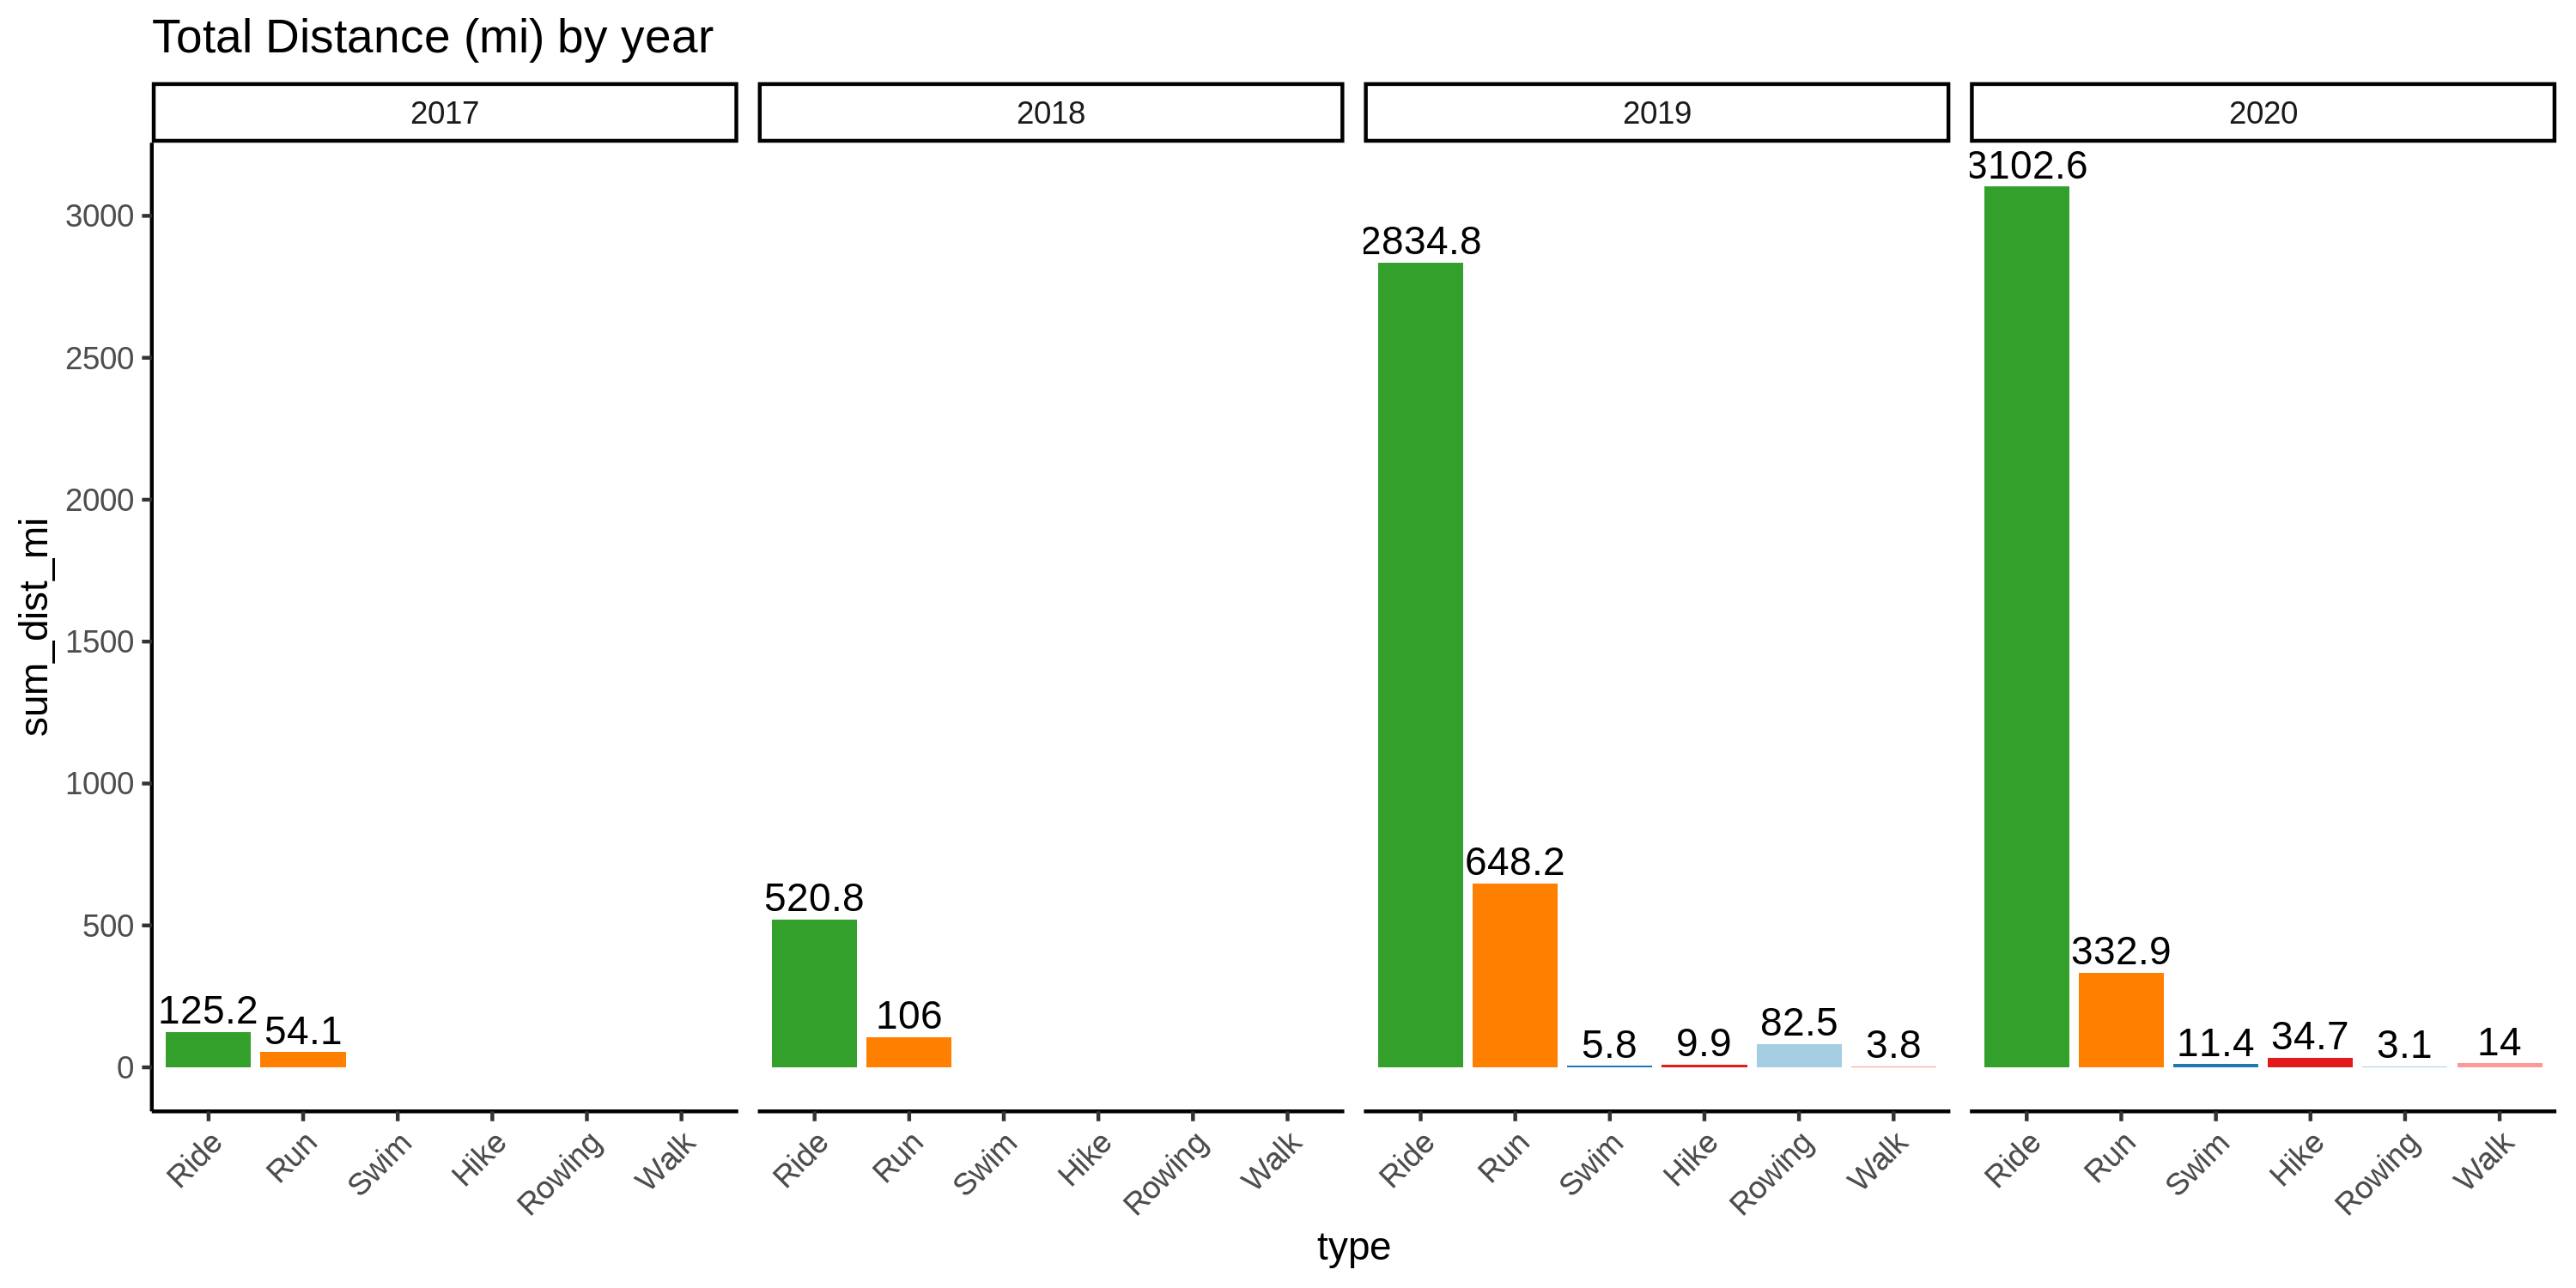 Total Distance (mi) by year
2017 2018 2019 2020
sum_dist_mi
3000
2500
2000
1500
1000
500
0
125.2 54.1
520.8 106
2834.8 648.2 5.8 9.9 82.5 3.8
3102.6 332.9 11.4 34.7 3.1 14
Ride Run Swim Hike Rowing Walk
Ride Run Swim Hike Rowing Walk
Ride Run Swim Hike Rowing Walk
Ride Run Swim Hike Rowing Walk
type